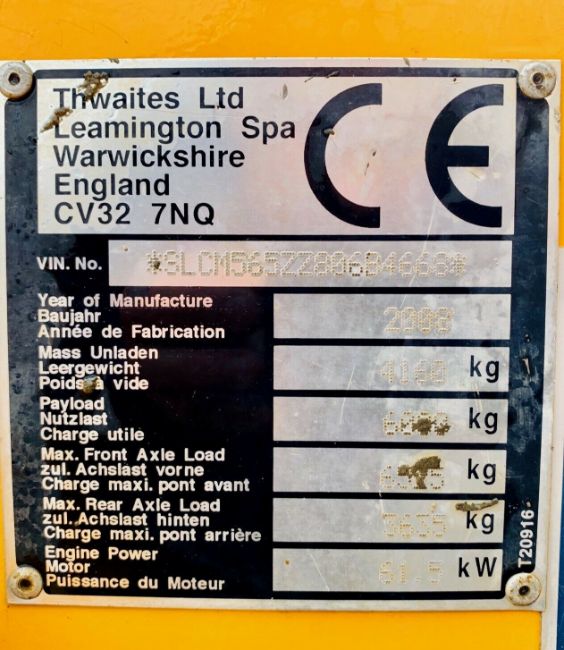 Thwaites Ltd
Leamington Spa
Warwickshire
England
CV32 7NQ
CE
VIN. No.
Year of Manufacture
Baujahr
Année de Fabrication
2008
Mass Unladen
Leergewicht
Poids à vide
4160 kg
Payload
Nutzlast
Charge utile
kg
Max. Front Axle Load
zul. Achslast vorne
Charge maxi. pont avant
kg
Max. Rear Axle Load
zul. Achslast hinten
Charge maxi. pont arrière
kg
Engine Power
Motor
Puissance du Moteur
61.5 kW
T20916